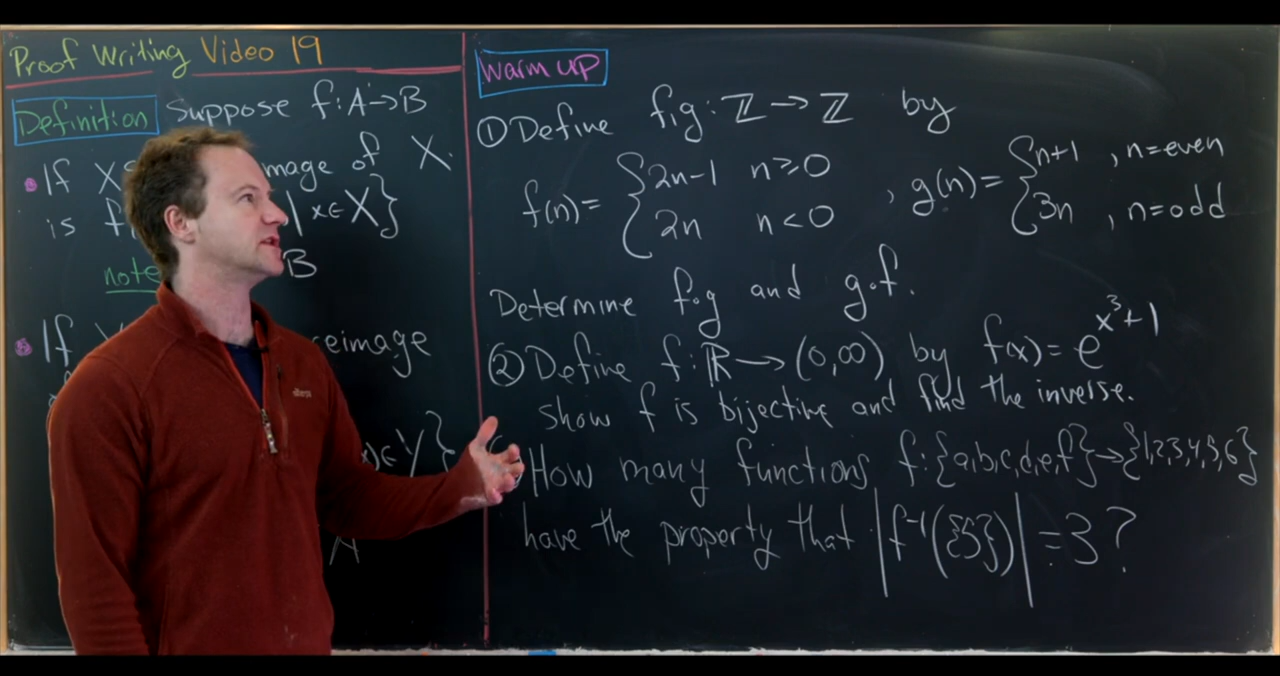 Proof Writing Video 19
Definition Suppose f: A → B
• If X image of X.
is f | x ∈ X}
note B
• If reimage
) ∈ Y}
A
Warm up
① Define f, g: ℤ → ℤ by
f(n) = { 2n-1 n ≥ 0
2n n < 0
, g(n) = { n+1 , n = even
3n , n = odd
Determine f∘g and g∘f.
② Define f: ℝ → (0,∞) by f(x) = e^{x^3+1}
show f is bijective and find the inverse.
How many functions f: {a,b,c,d,e,f} → {1,2,3,4,5,6}
have the property that |f^{-1}({5})| = 3?